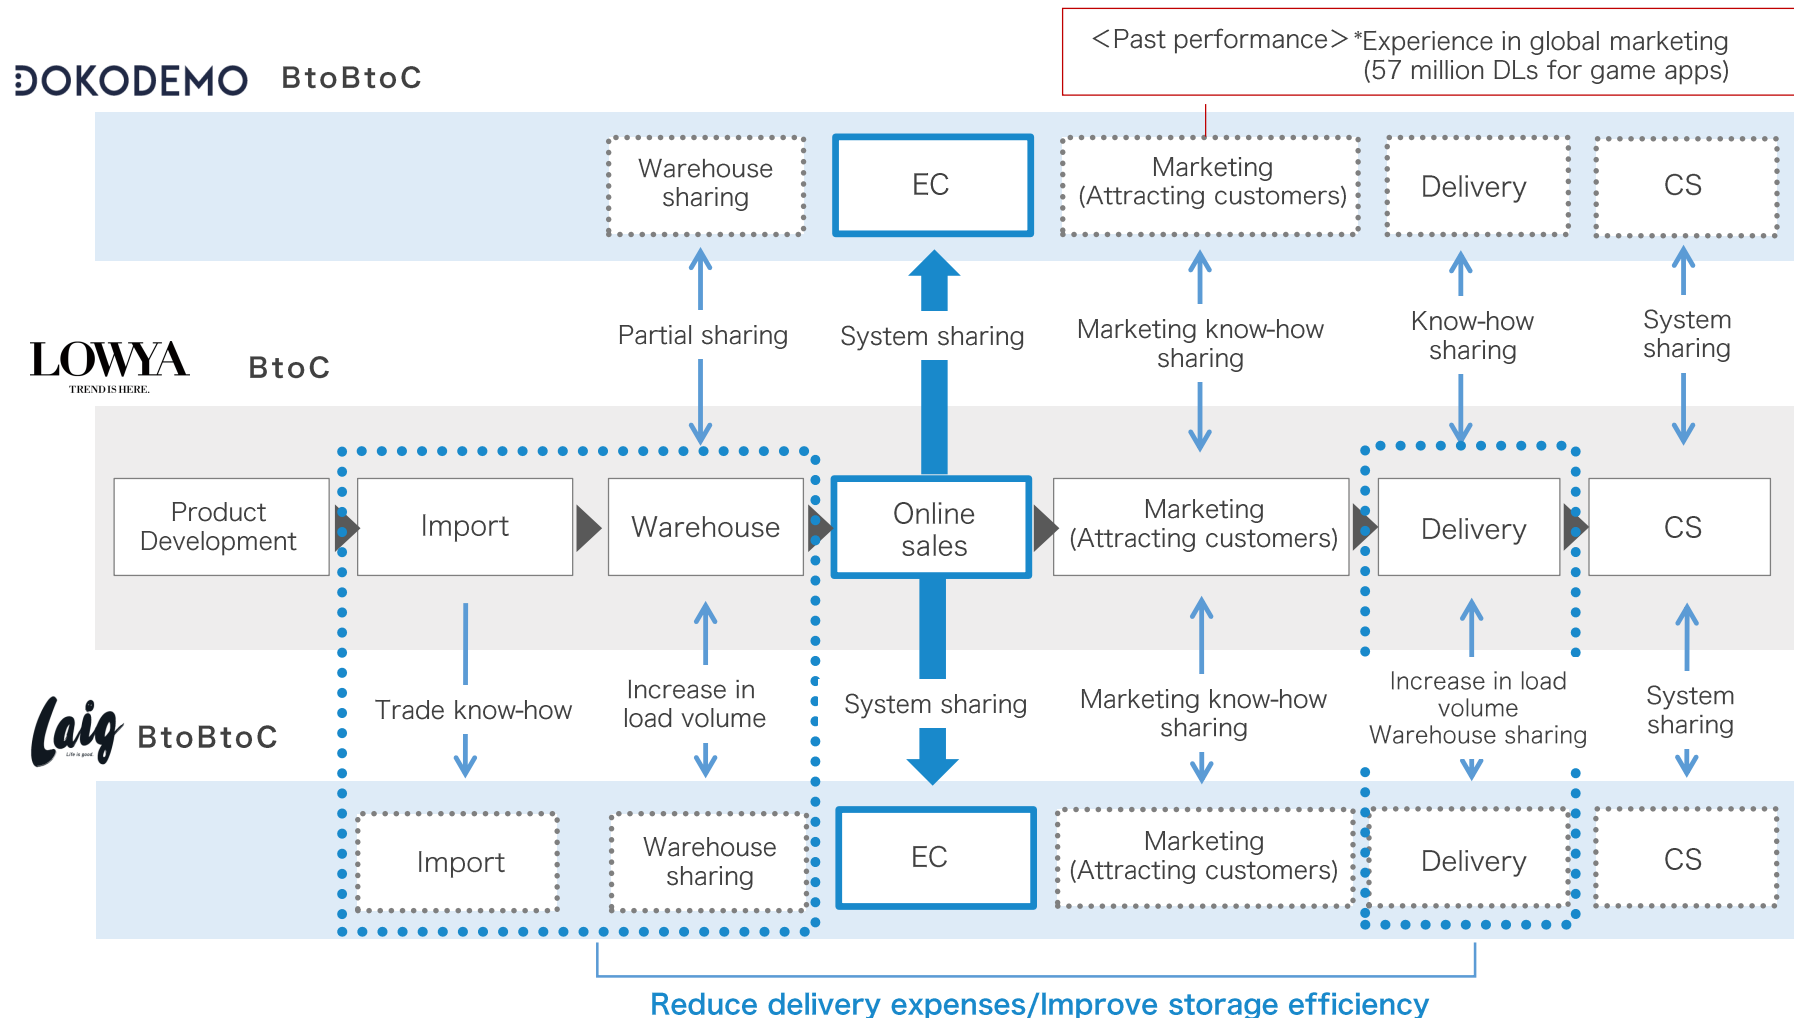 <Past performance> *Experience in global marketing
(57 million DLs for game apps)
DOKODEMO BtoBtoC
Warehouse
sharing
EC
Marketing
(Attracting customers)
Delivery
CS
Partial sharing
System sharing
Marketing know-how
sharing
Know-how
sharing
System
sharing
LOWYA
TREND IS HERE.
BtoC
Product
Development
Import
Warehouse
Online
sales
Marketing
(Attracting customers)
Delivery
CS
Trade know-how
Increase in
load volume
System sharing
Marketing know-how
sharing
Increase in load
volume
Warehouse sharing
System
sharing
Laig
Life is good.
BtoBtoC
Import
Warehouse
sharing
EC
Marketing
(Attracting customers)
Delivery
CS
Reduce delivery expenses/Improve storage efficiency